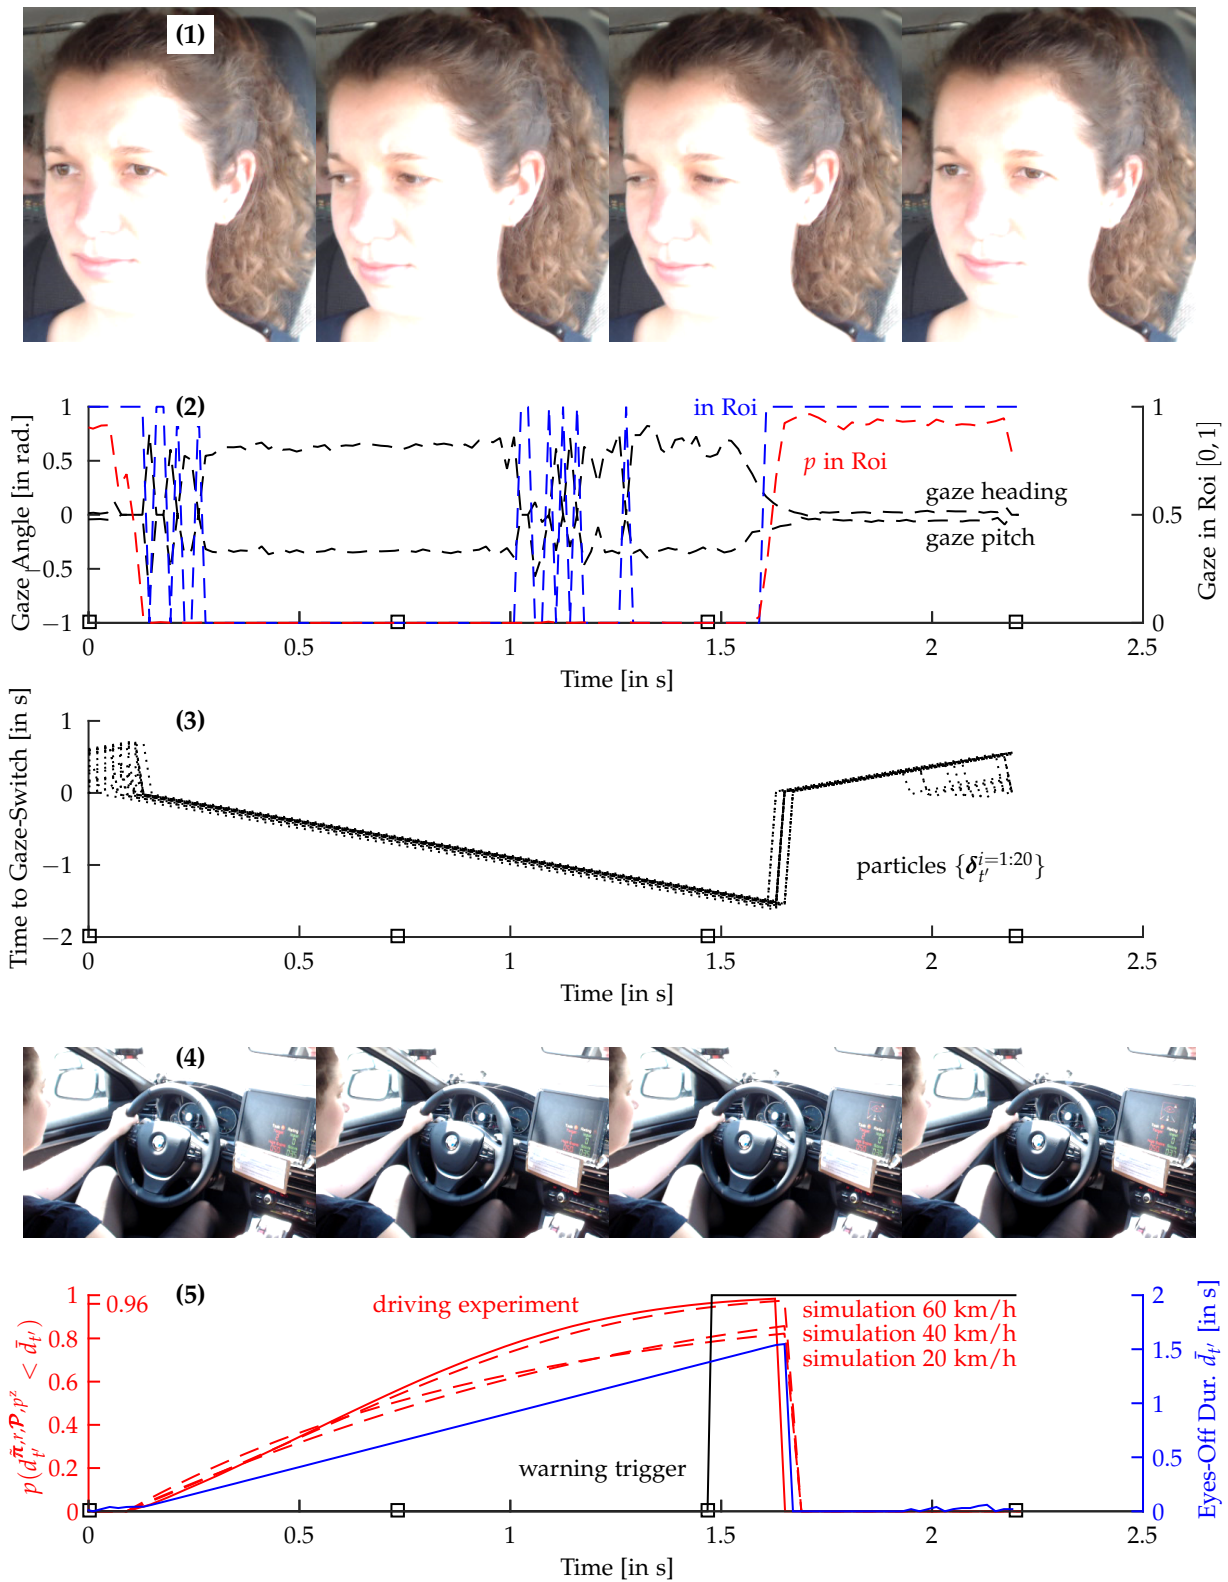 (1)
(2)
in Roi
p in Roi
gaze heading
gaze pitch
Gaze Angle [in rad.]
1
0.5
0
−0.5
−1
Gaze in Roi [0, 1]
1
0.5
0
0
0.5
1
1.5
2
2.5
Time [in s]
(3)
Time to Gaze-Switch [in s]
1
0
−1
−2
particles {δ_{t′}^{i=1:20}}
0
0.5
1
1.5
2
2.5
Time [in s]
(4)
(5)
p(d_{t′}^{π̃,r,P,p^z} < d̄_{t′})
1
0.96
0.8
0.6
0.4
0.2
0
driving experiment
simulation 60 km/h
simulation 40 km/h
simulation 20 km/h
warning trigger
Eyes-Off Dur. d̄_{t′} [in s]
2
1.5
1
0.5
0
0
0.5
1
1.5
2
2.5
Time [in s]